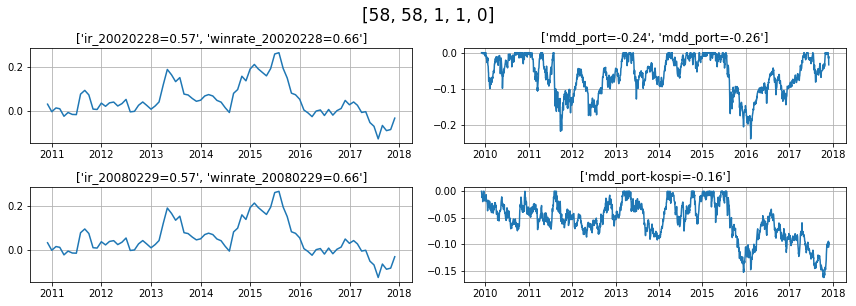 [58, 58, 1, 1, 0]
['ir_20020228=0.57', 'winrate_20020228=0.66']
0.2
0.0
2011 2012 2013 2014 2015 2016 2017 2018
['mdd_port=-0.24', 'mdd_port=-0.26']
0.0
−0.1
−0.2
2010 2011 2012 2013 2014 2015 2016 2017 2018
['ir_20080229=0.57', 'winrate_20080229=0.66']
0.2
0.0
2011 2012 2013 2014 2015 2016 2017 2018
['mdd_port-kospi=-0.16']
0.00
−0.05
−0.10
−0.15
2010 2011 2012 2013 2014 2015 2016 2017 2018